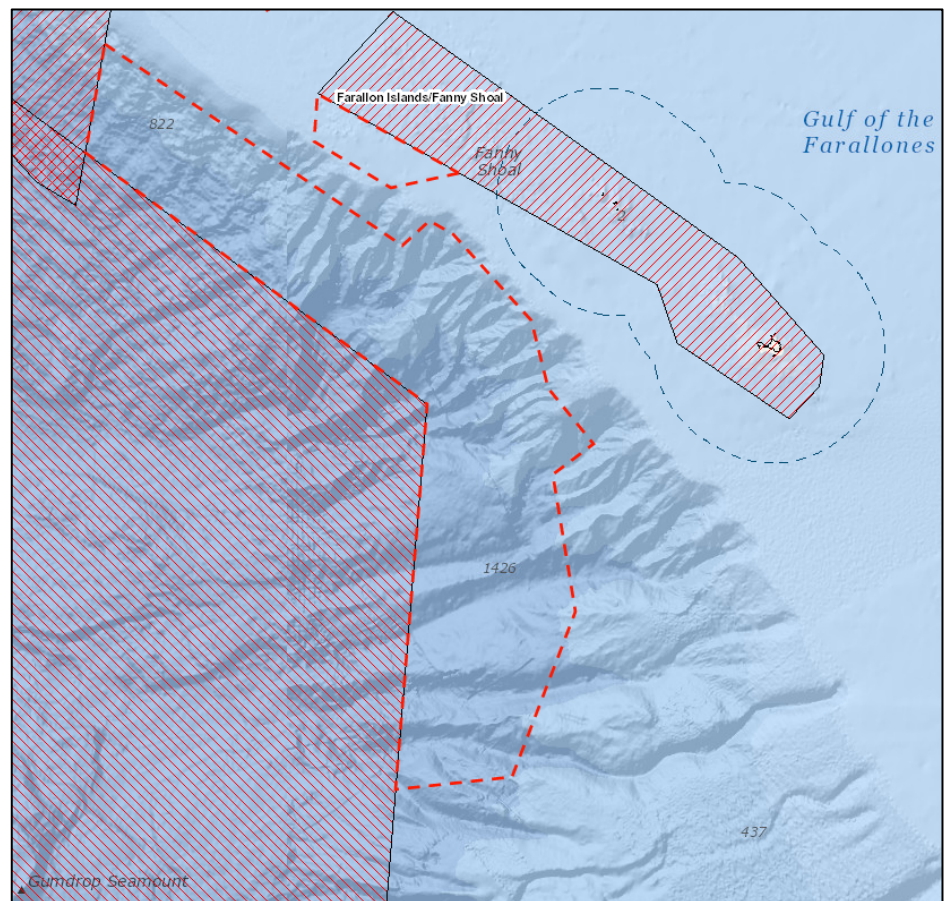 Farallon Islands/Fanny Shoal
Gulf of the
Farallones
822
Fanny
Shoal
2
1426
437
Gumdrop Seamount